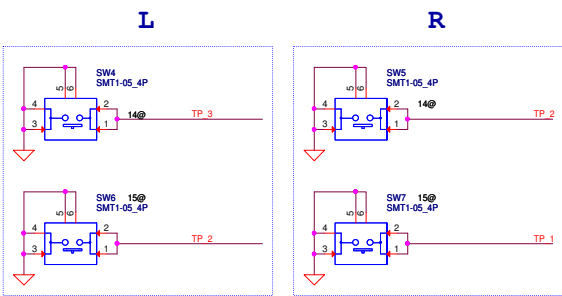 L
R
SW4
SMT1-05_4P
5 6
4 2
14@ TP_3
3 1
SW5
SMT1-05_4P
5 6
4 2
14@
TP_2
3 1
SW6 15@
SMT1-05_4P
5 6
4 2
TP_2
3 1
SW7 15@
SMT1-05_4P
5 6
4 2
TP_1
3 1